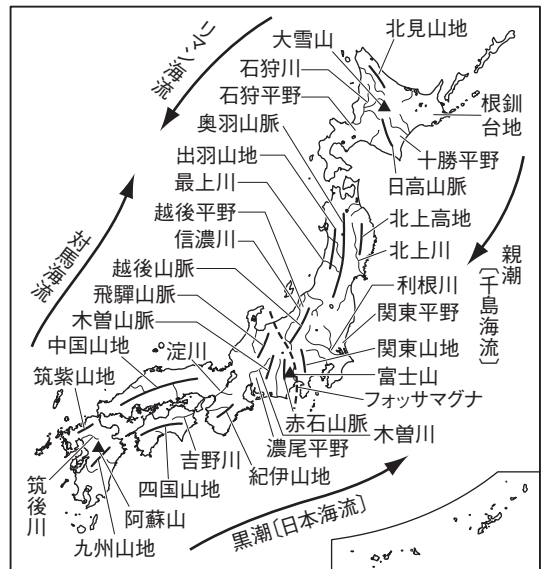 リマン海流
大雪山
北見山地
石狩川
石狩平野
奥羽山脈
根釧
台地
出羽山地
十勝平野
最上川
日高山脈
越後平野
北上高地
信濃川
北上川
対馬海流
親潮
〔千島海流〕
越後山脈
利根川
飛驒山脈
関東平野
木曽山脈
淀川
関東山地
中国山地
富士山
筑紫山地
フォッサマグナ
赤石山脈
木曽川
濃尾平野
吉野川
紀伊山地
筑後川
四国山地
阿蘇山
九州山地
黒潮〔日本海流〕